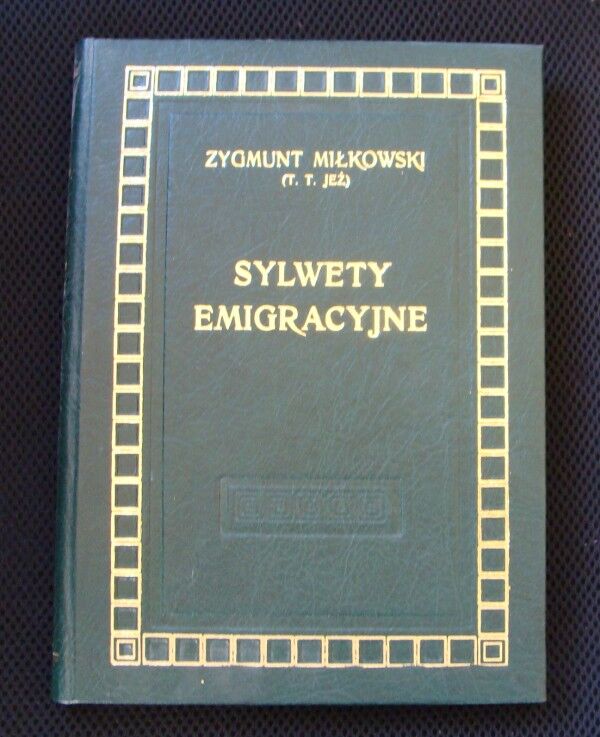 ZYGMUNT MIŁKOWSKI
(T. T. JEŻ)
SYLWETY
EMIGRACYJNE